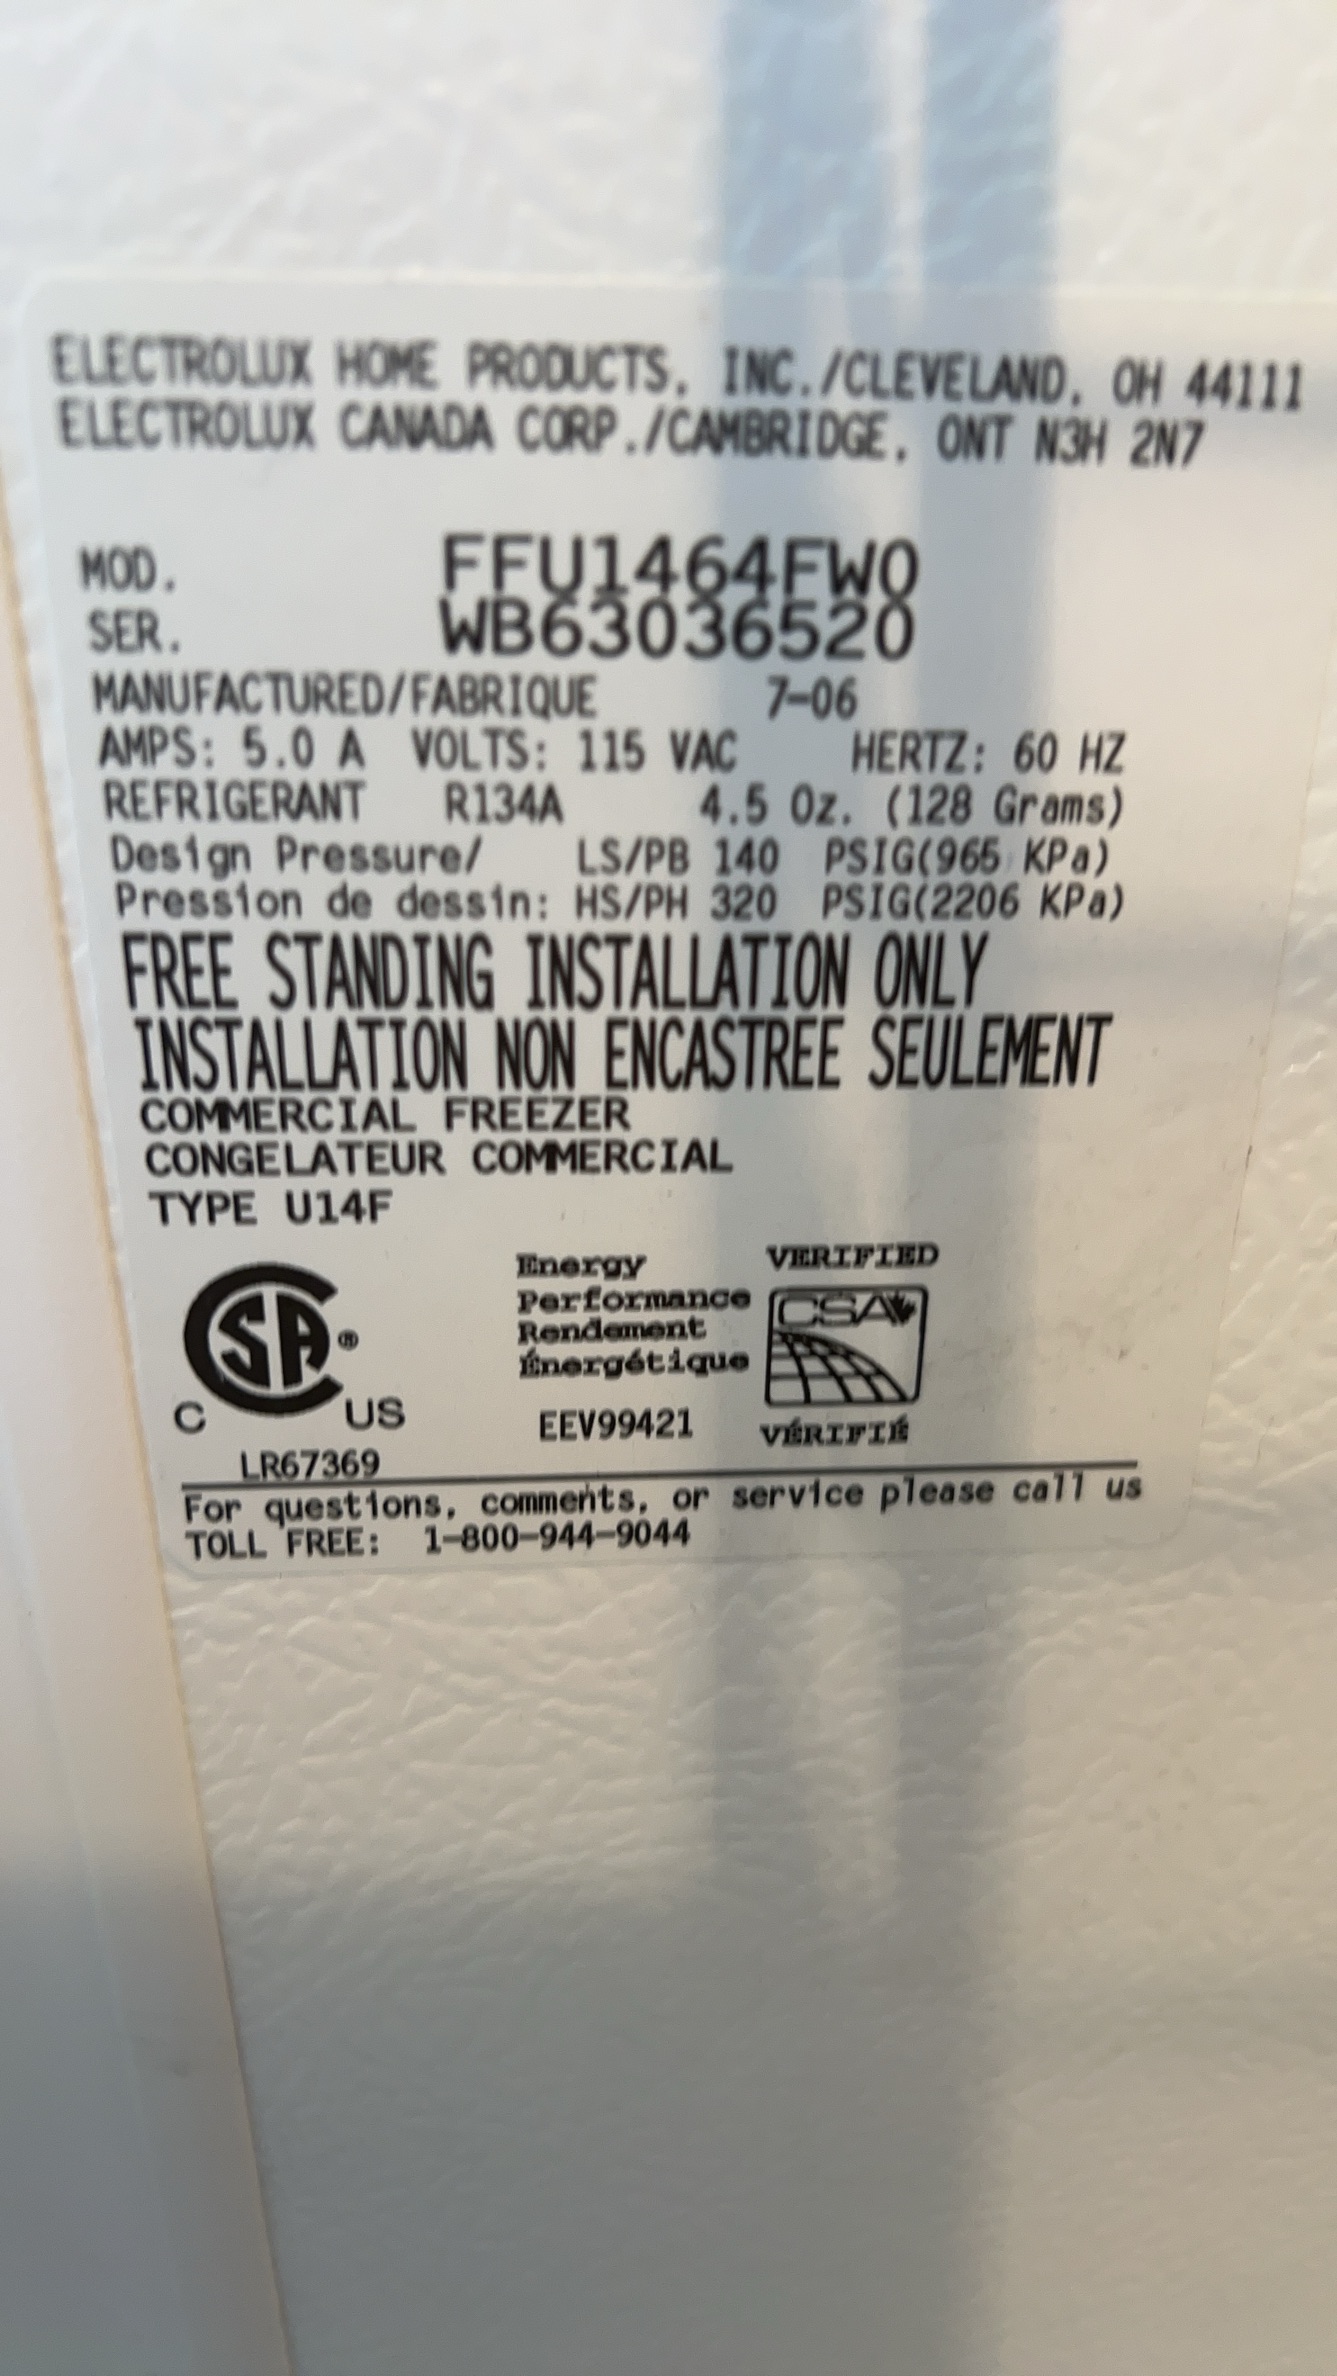 ELECTROLUX HOME PRODUCTS, INC./CLEVELAND, OH 44111
ELECTROLUX CANADA CORP./CAMBRIDGE, ONT N3H 2N7
MOD. FFU1464FW0
SER. WB63036520
MANUFACTURED/FABRIQUE 7-06
AMPS: 5.0 A VOLTS: 115 VAC HERTZ: 60 HZ
REFRIGERANT R134A 4.5 Oz. (128 Grams)
Design Pressure/ LS/PB 140 PSIG(965 KPa)
Pression de dessin: HS/PH 320 PSIG(2206 KPa)
FREE STANDING INSTALLATION ONLY
INSTALLATION NON ENCASTREE SEULEMENT
COMMERCIAL FREEZER
CONGELATEUR COMMERCIAL
TYPE U14F
CSA®
C US
LR67369
Energy
Performance
Rendement
Énergétique
EEV99421
VERIFIED
CSA
VÉRIFIÉ
For questions, comments, or service please call us
TOLL FREE: 1-800-944-9044